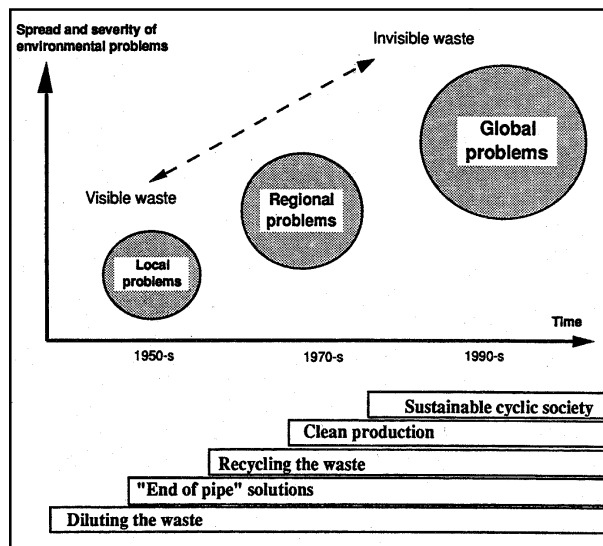 Spread and severity of
environmental problems
Invisible waste
Global
problems
Visible waste
Regional
problems
Local
problems
Time
1950-s
1970-s
1990-s
Sustainable cyclic society
Clean production
Recycling the waste
"End of pipe" solutions
Diluting the waste